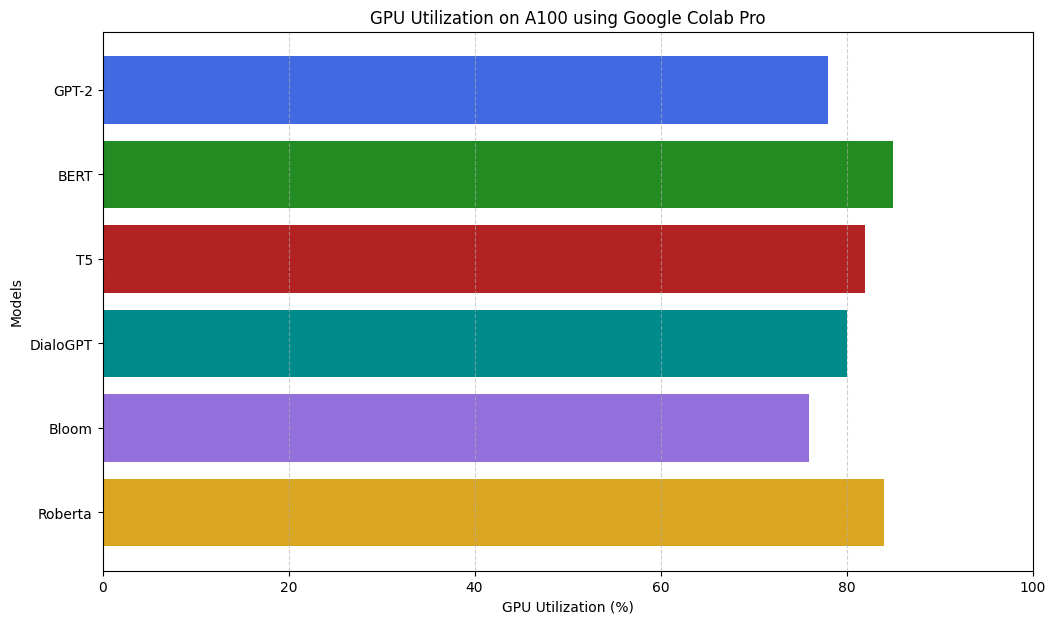 GPU Utilization on A100 using Google Colab Pro
GPT-2
BERT
T5
DialoGPT
Bloom
Roberta
Models
0 20 40 60 80 100
GPU Utilization (%)